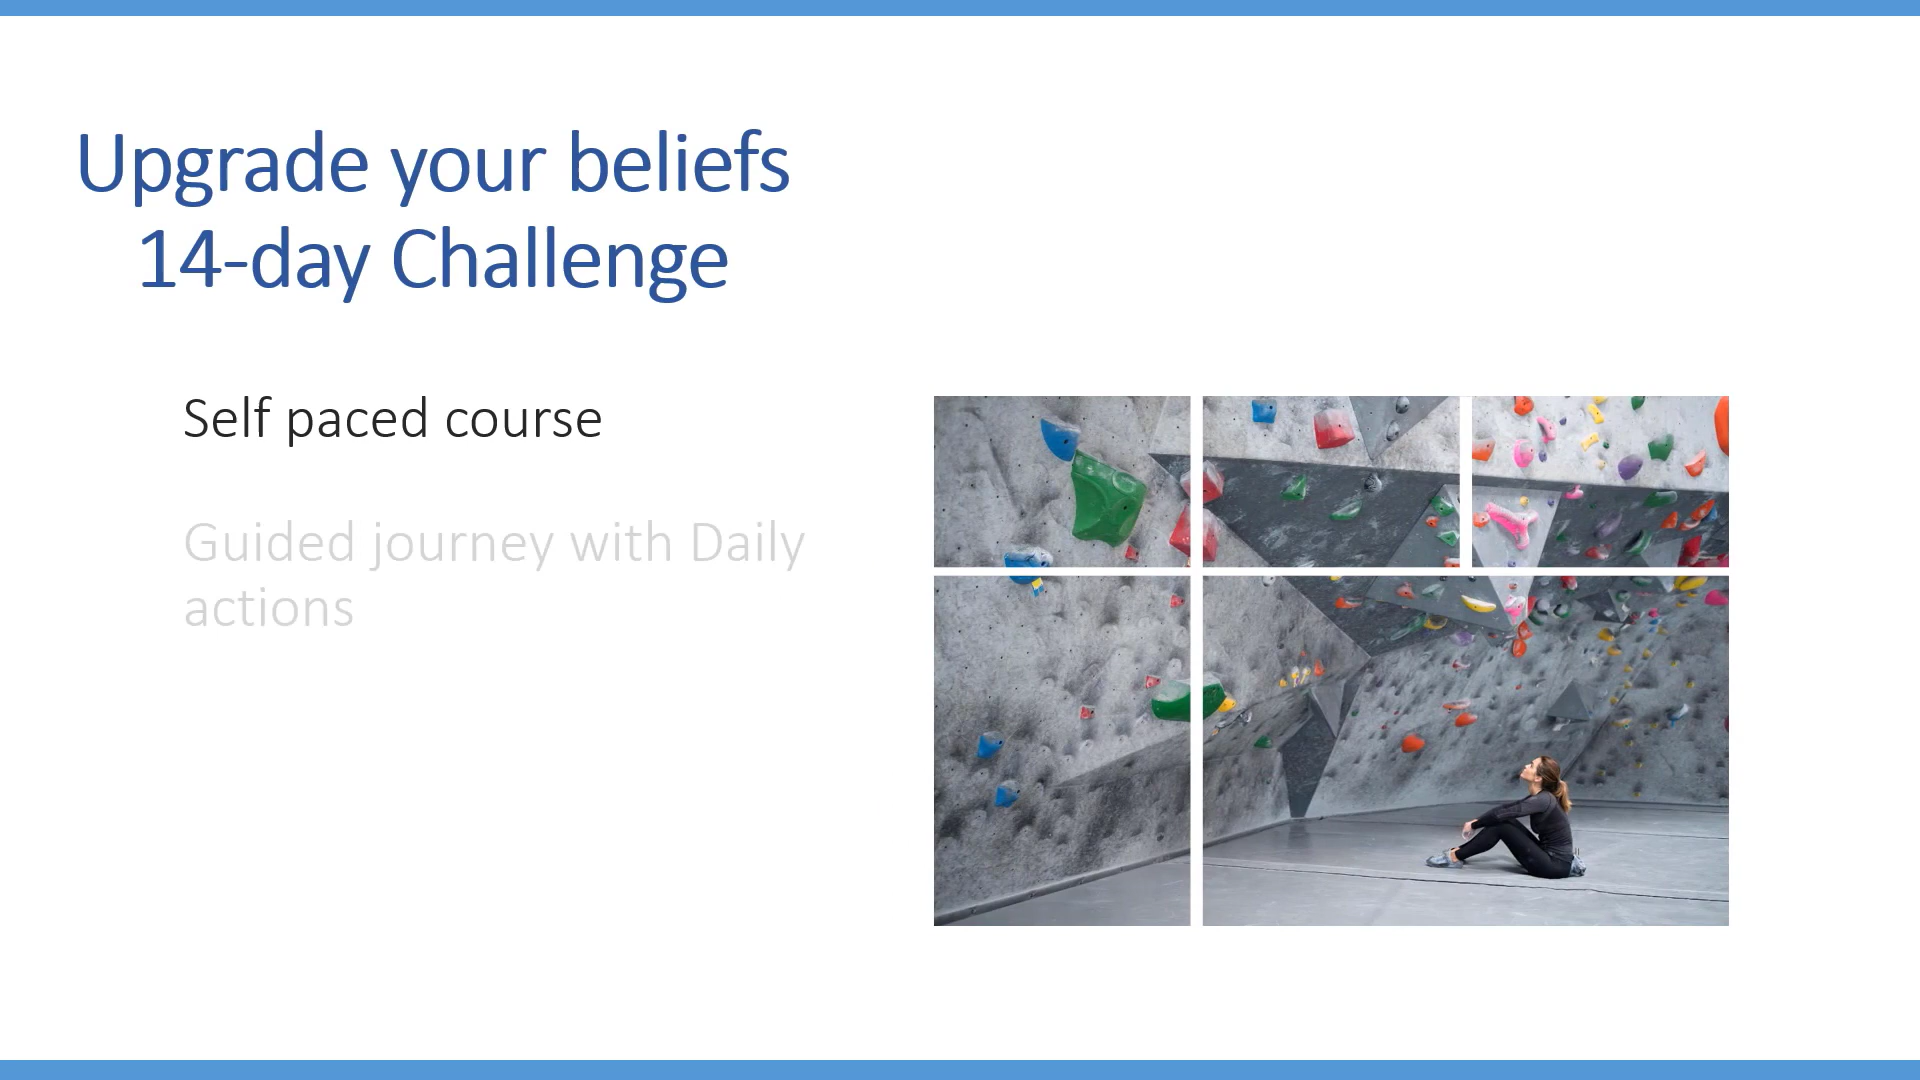 Upgrade your beliefs
14-day Challenge
Self paced course
Guided journey with Daily
actions